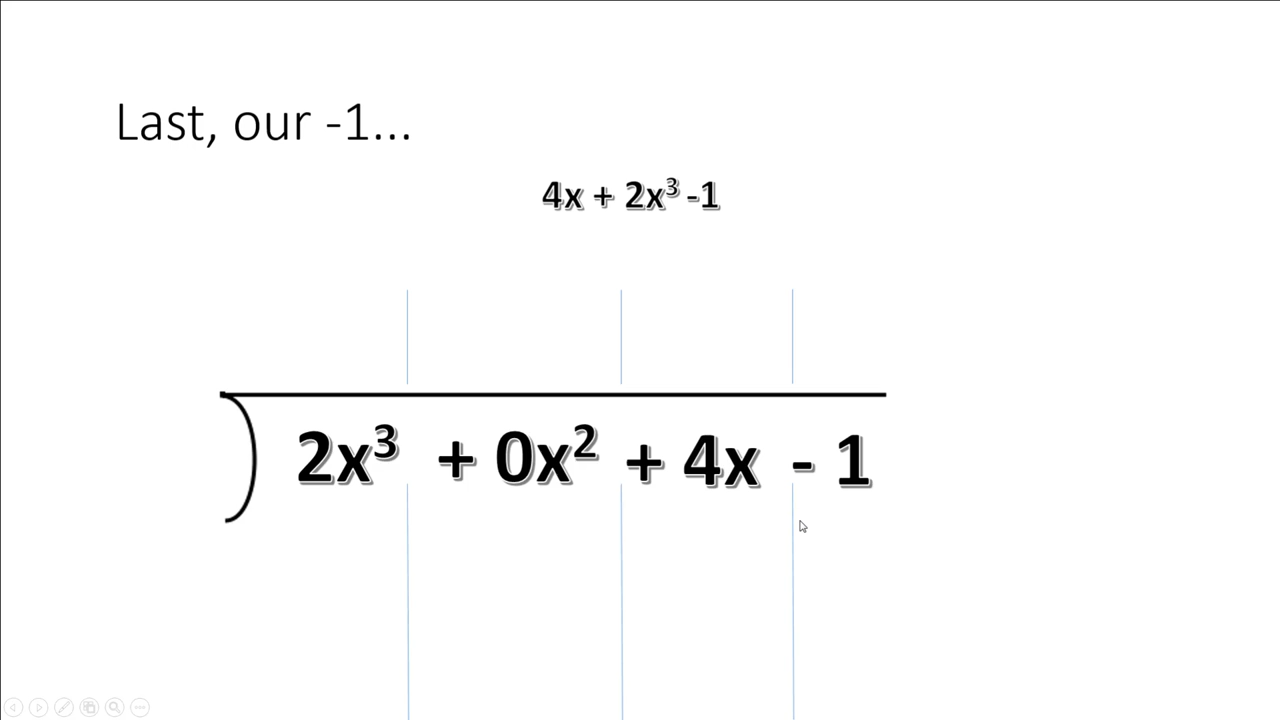 Last, our -1...
4x + 2x³ -1
2x³ + 0x² + 4x - 1